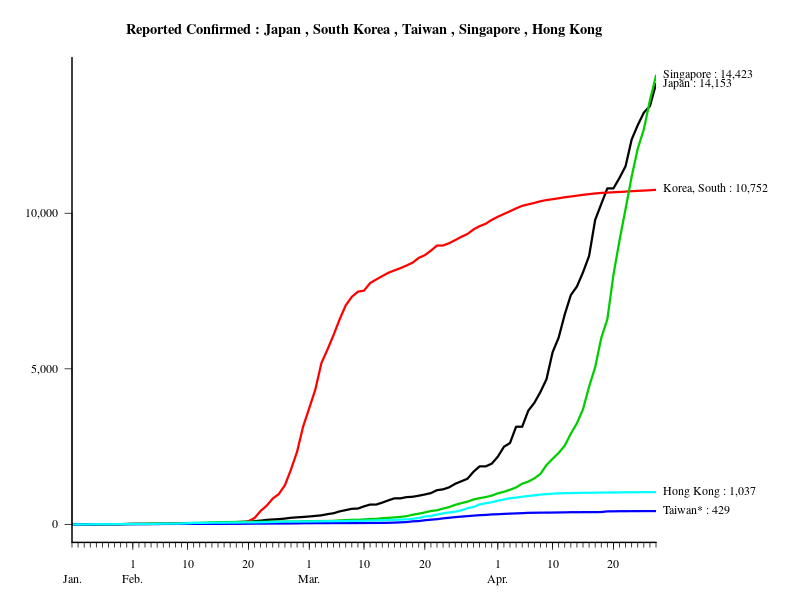 Reported Confirmed : Japan , South Korea , Taiwan , Singapore , Hong Kong
Singapore : 14,423
Japan : 14,153
Korea, South : 10,752
10,000
5,000
Hong Kong : 1,037
Taiwan* : 429
0
1 10 20 1 10 20 1 10 20
Jan. Feb. Mar. Apr.